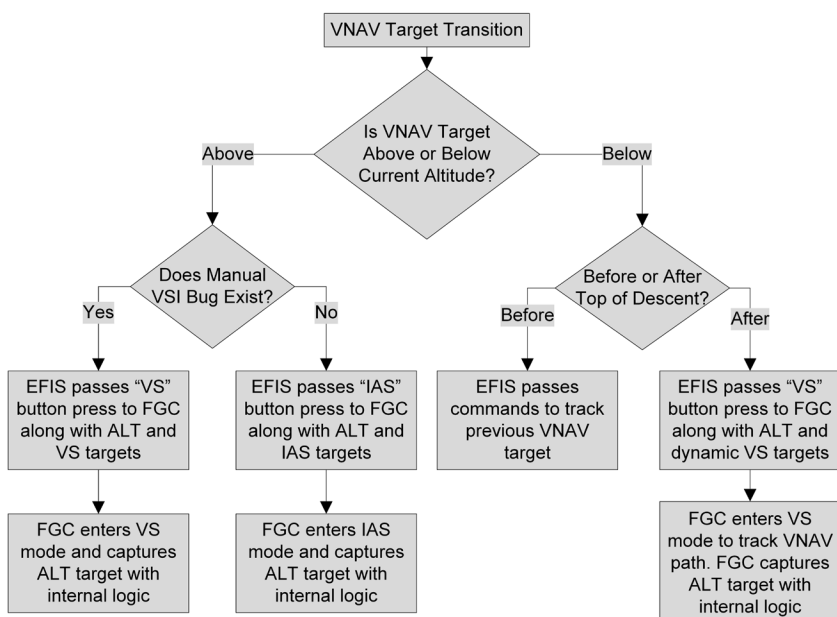 VNAV Target Transition
Is VNAV Target
Above or Below
Current Altitude?
Above
Below
Does Manual
VSI Bug Exist?
Before or After
Top of Descent?
Yes
No
Before
After
EFIS passes “VS”
button press to FGC
along with ALT and
VS targets
EFIS passes “IAS”
button press to FGC
along with ALT and
IAS targets
EFIS passes
commands to track
previous VNAV
target
EFIS passes “VS”
button press to FGC
along with ALT and
dynamic VS targets
FGC enters VS
mode and captures
ALT target with
internal logic
FGC enters IAS
mode and captures
ALT target with
internal logic
FGC enters VS
mode to track VNAV
path. FGC captures
ALT target with
internal logic